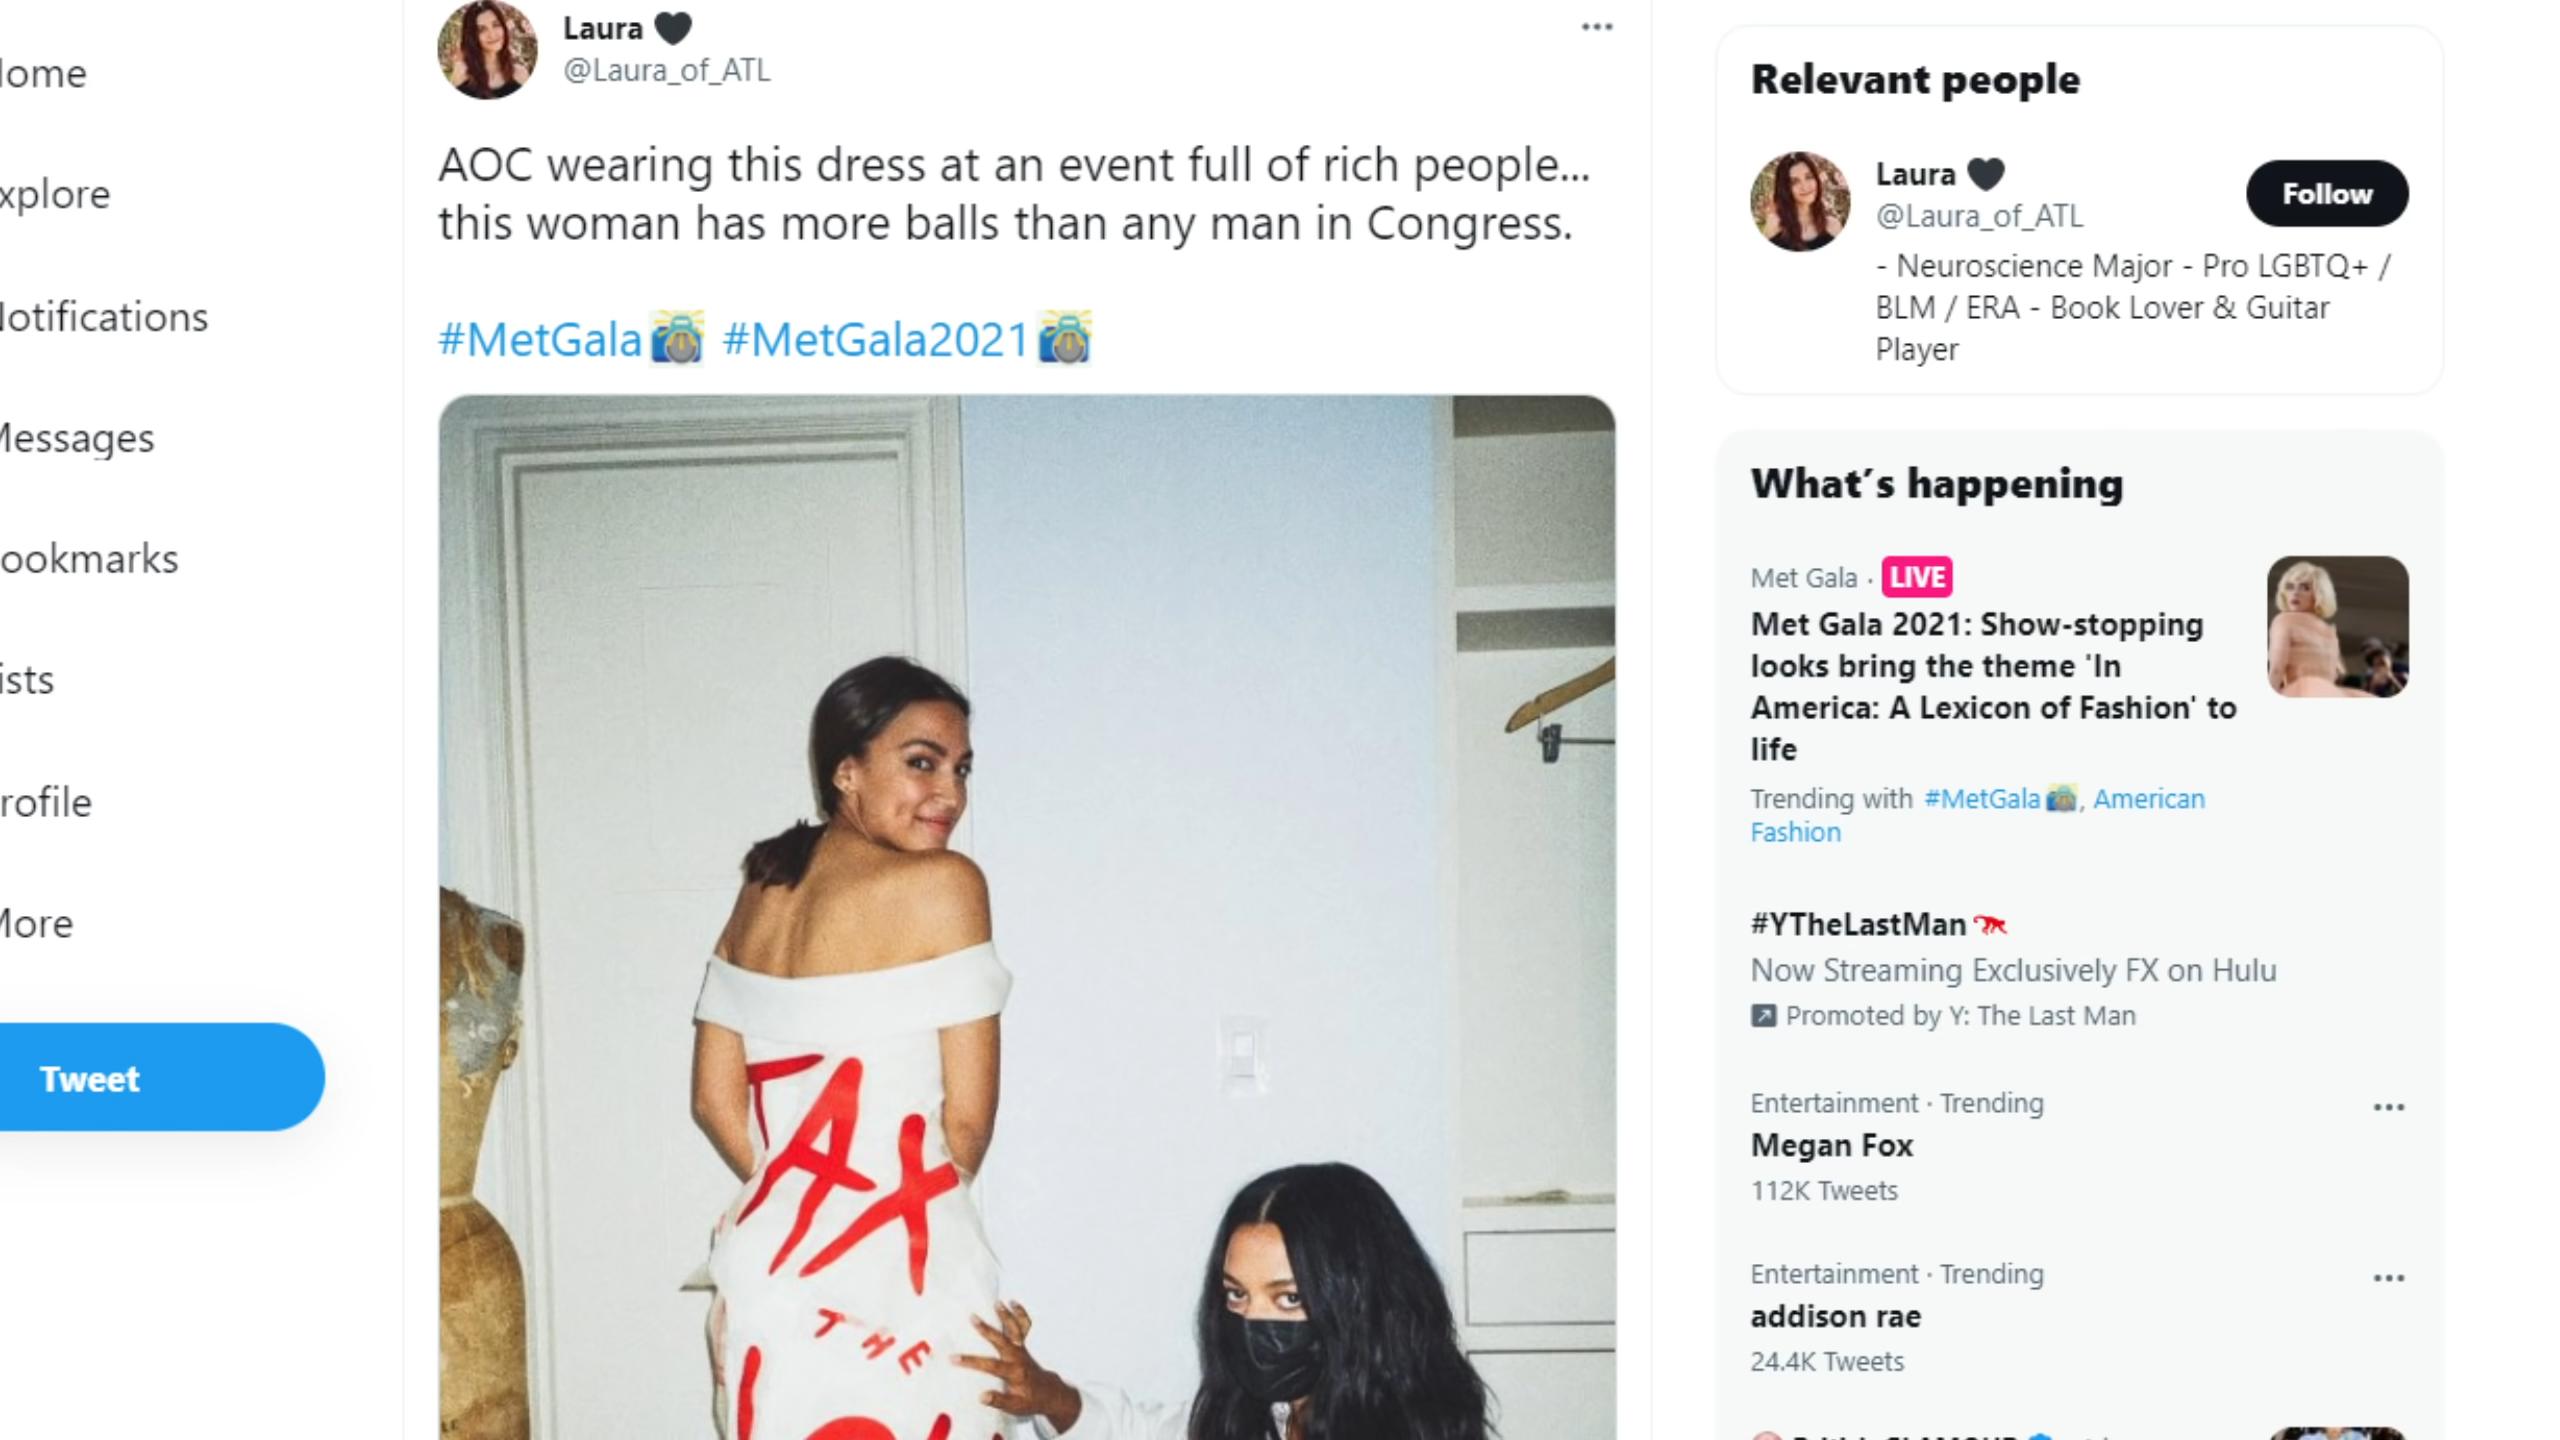 ome
xplore
otifications
Messages
ookmarks
ists
rofile
More
Tweet
Laura 🖤
@Laura_of_ATL
AOC wearing this dress at an event full of rich people...
this woman has more balls than any man in Congress.
#MetGala #MetGala2021
TAX
THE
Relevant people
Laura 🖤
@Laura_of_ATL
Follow
- Neuroscience Major - Pro LGBTQ+ /
BLM / ERA - Book Lover & Guitar
Player
What's happening
Met Gala · LIVE
Met Gala 2021: Show-stopping
looks bring the theme 'In
America: A Lexicon of Fashion' to
life
Trending with #MetGala, American
Fashion
#YTheLastMan
Now Streaming Exclusively FX on Hulu
Promoted by Y: The Last Man
Entertainment · Trending
Megan Fox
112K Tweets
Entertainment · Trending
addison rae
24.4K Tweets